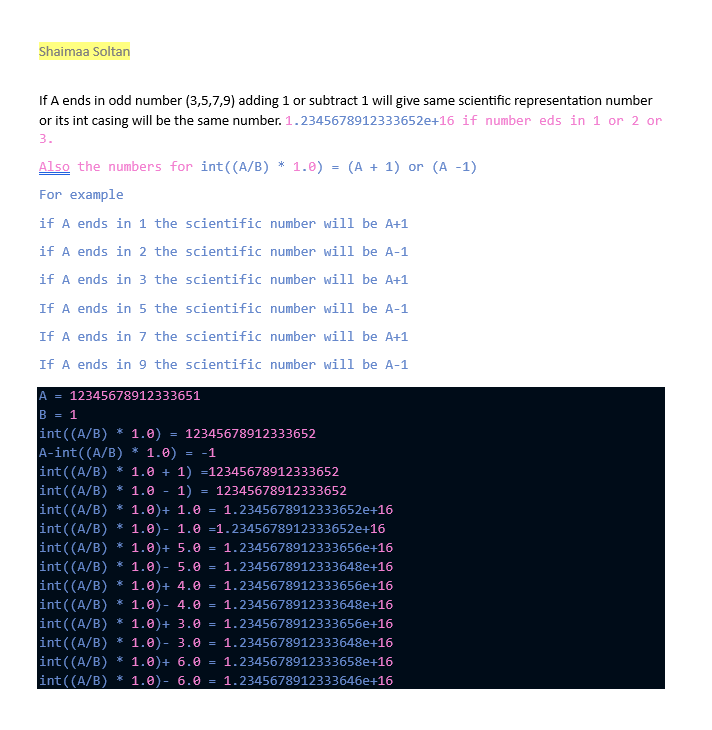 Shaimaa Soltan
If A ends in odd number (3,5,7,9) adding 1 or subtract 1 will give same scientific representation number
or its int casing will be the same number. 1.2345678912333652e+16 if number eds in 1 or 2 or
3.
Also the numbers for int((A/B) * 1.0) = (A + 1) or (A -1)
For example
if A ends in 1 the scientific number will be A+1
if A ends in 2 the scientific number will be A-1
if A ends in 3 the scientific number will be A+1
If A ends in 5 the scientific number will be A-1
If A ends in 7 the scientific number will be A+1
If A ends in 9 the scientific number will be A-1
A = 12345678912333651
B = 1
int((A/B) * 1.0) = 12345678912333652
A-int((A/B) * 1.0) = -1
int((A/B) * 1.0 + 1) =12345678912333652
int((A/B) * 1.0 - 1) = 12345678912333652
int((A/B) * 1.0)+ 1.0 = 1.2345678912333652e+16
int((A/B) * 1.0)- 1.0 =1.2345678912333652e+16
int((A/B) * 1.0)+ 5.0 = 1.2345678912333656e+16
int((A/B) * 1.0)- 5.0 = 1.2345678912333648e+16
int((A/B) * 1.0)+ 4.0 = 1.2345678912333656e+16
int((A/B) * 1.0)- 4.0 = 1.2345678912333648e+16
int((A/B) * 1.0)+ 3.0 = 1.2345678912333656e+16
int((A/B) * 1.0)- 3.0 = 1.2345678912333648e+16
int((A/B) * 1.0)+ 6.0 = 1.2345678912333658e+16
int((A/B) * 1.0)- 6.0 = 1.2345678912333646e+16